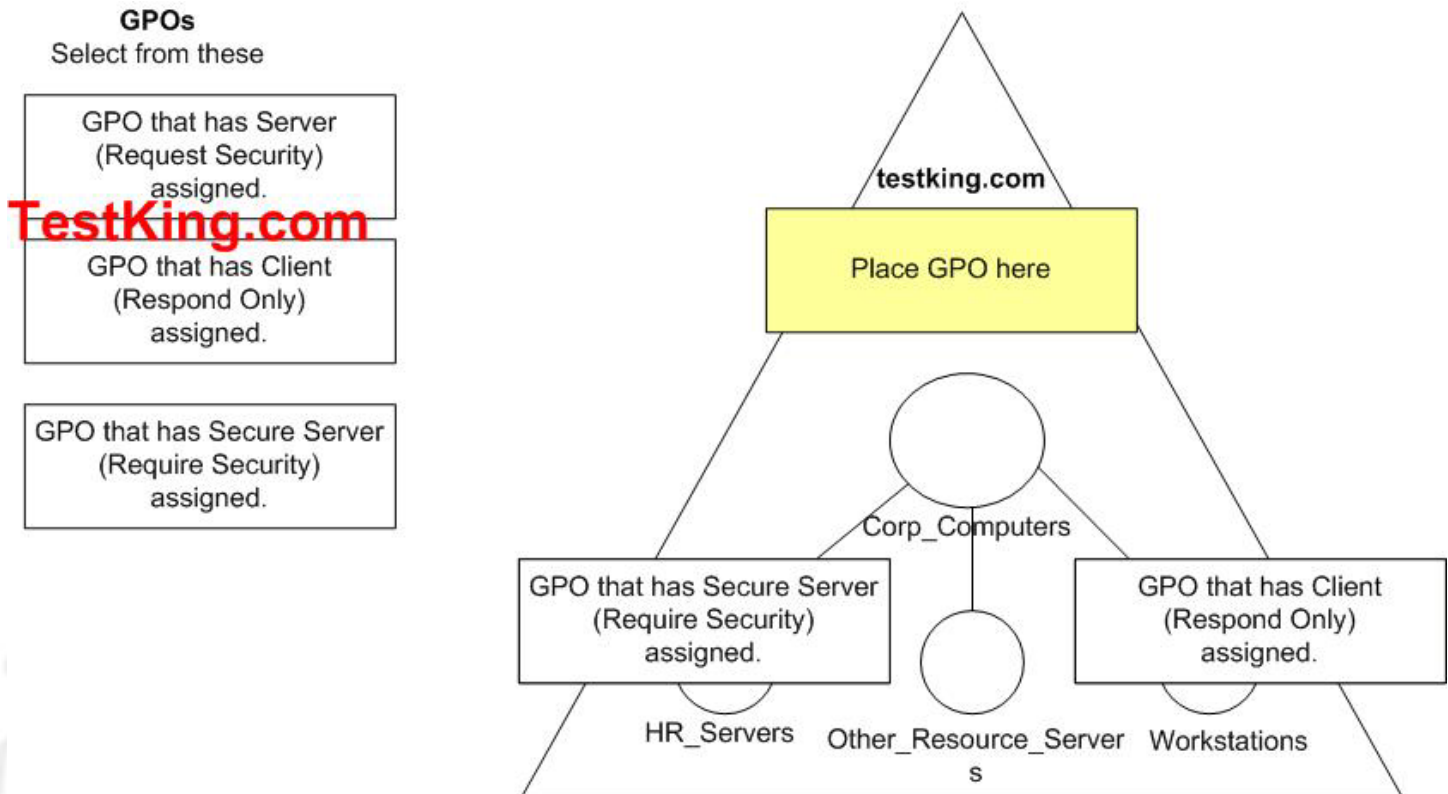 GPOs
Select from these
GPO that has Server
(Request Security)
assigned.
TestKing.com
GPO that has Client
(Respond Only)
assigned.
GPO that has Secure Server
(Require Security)
assigned.
testking.com
Place GPO here
Corp_Computers
GPO that has Secure Server
(Require Security)
assigned.
GPO that has Client
(Respond Only)
assigned.
HR_Servers
Other_Resource_Server
s
Workstations